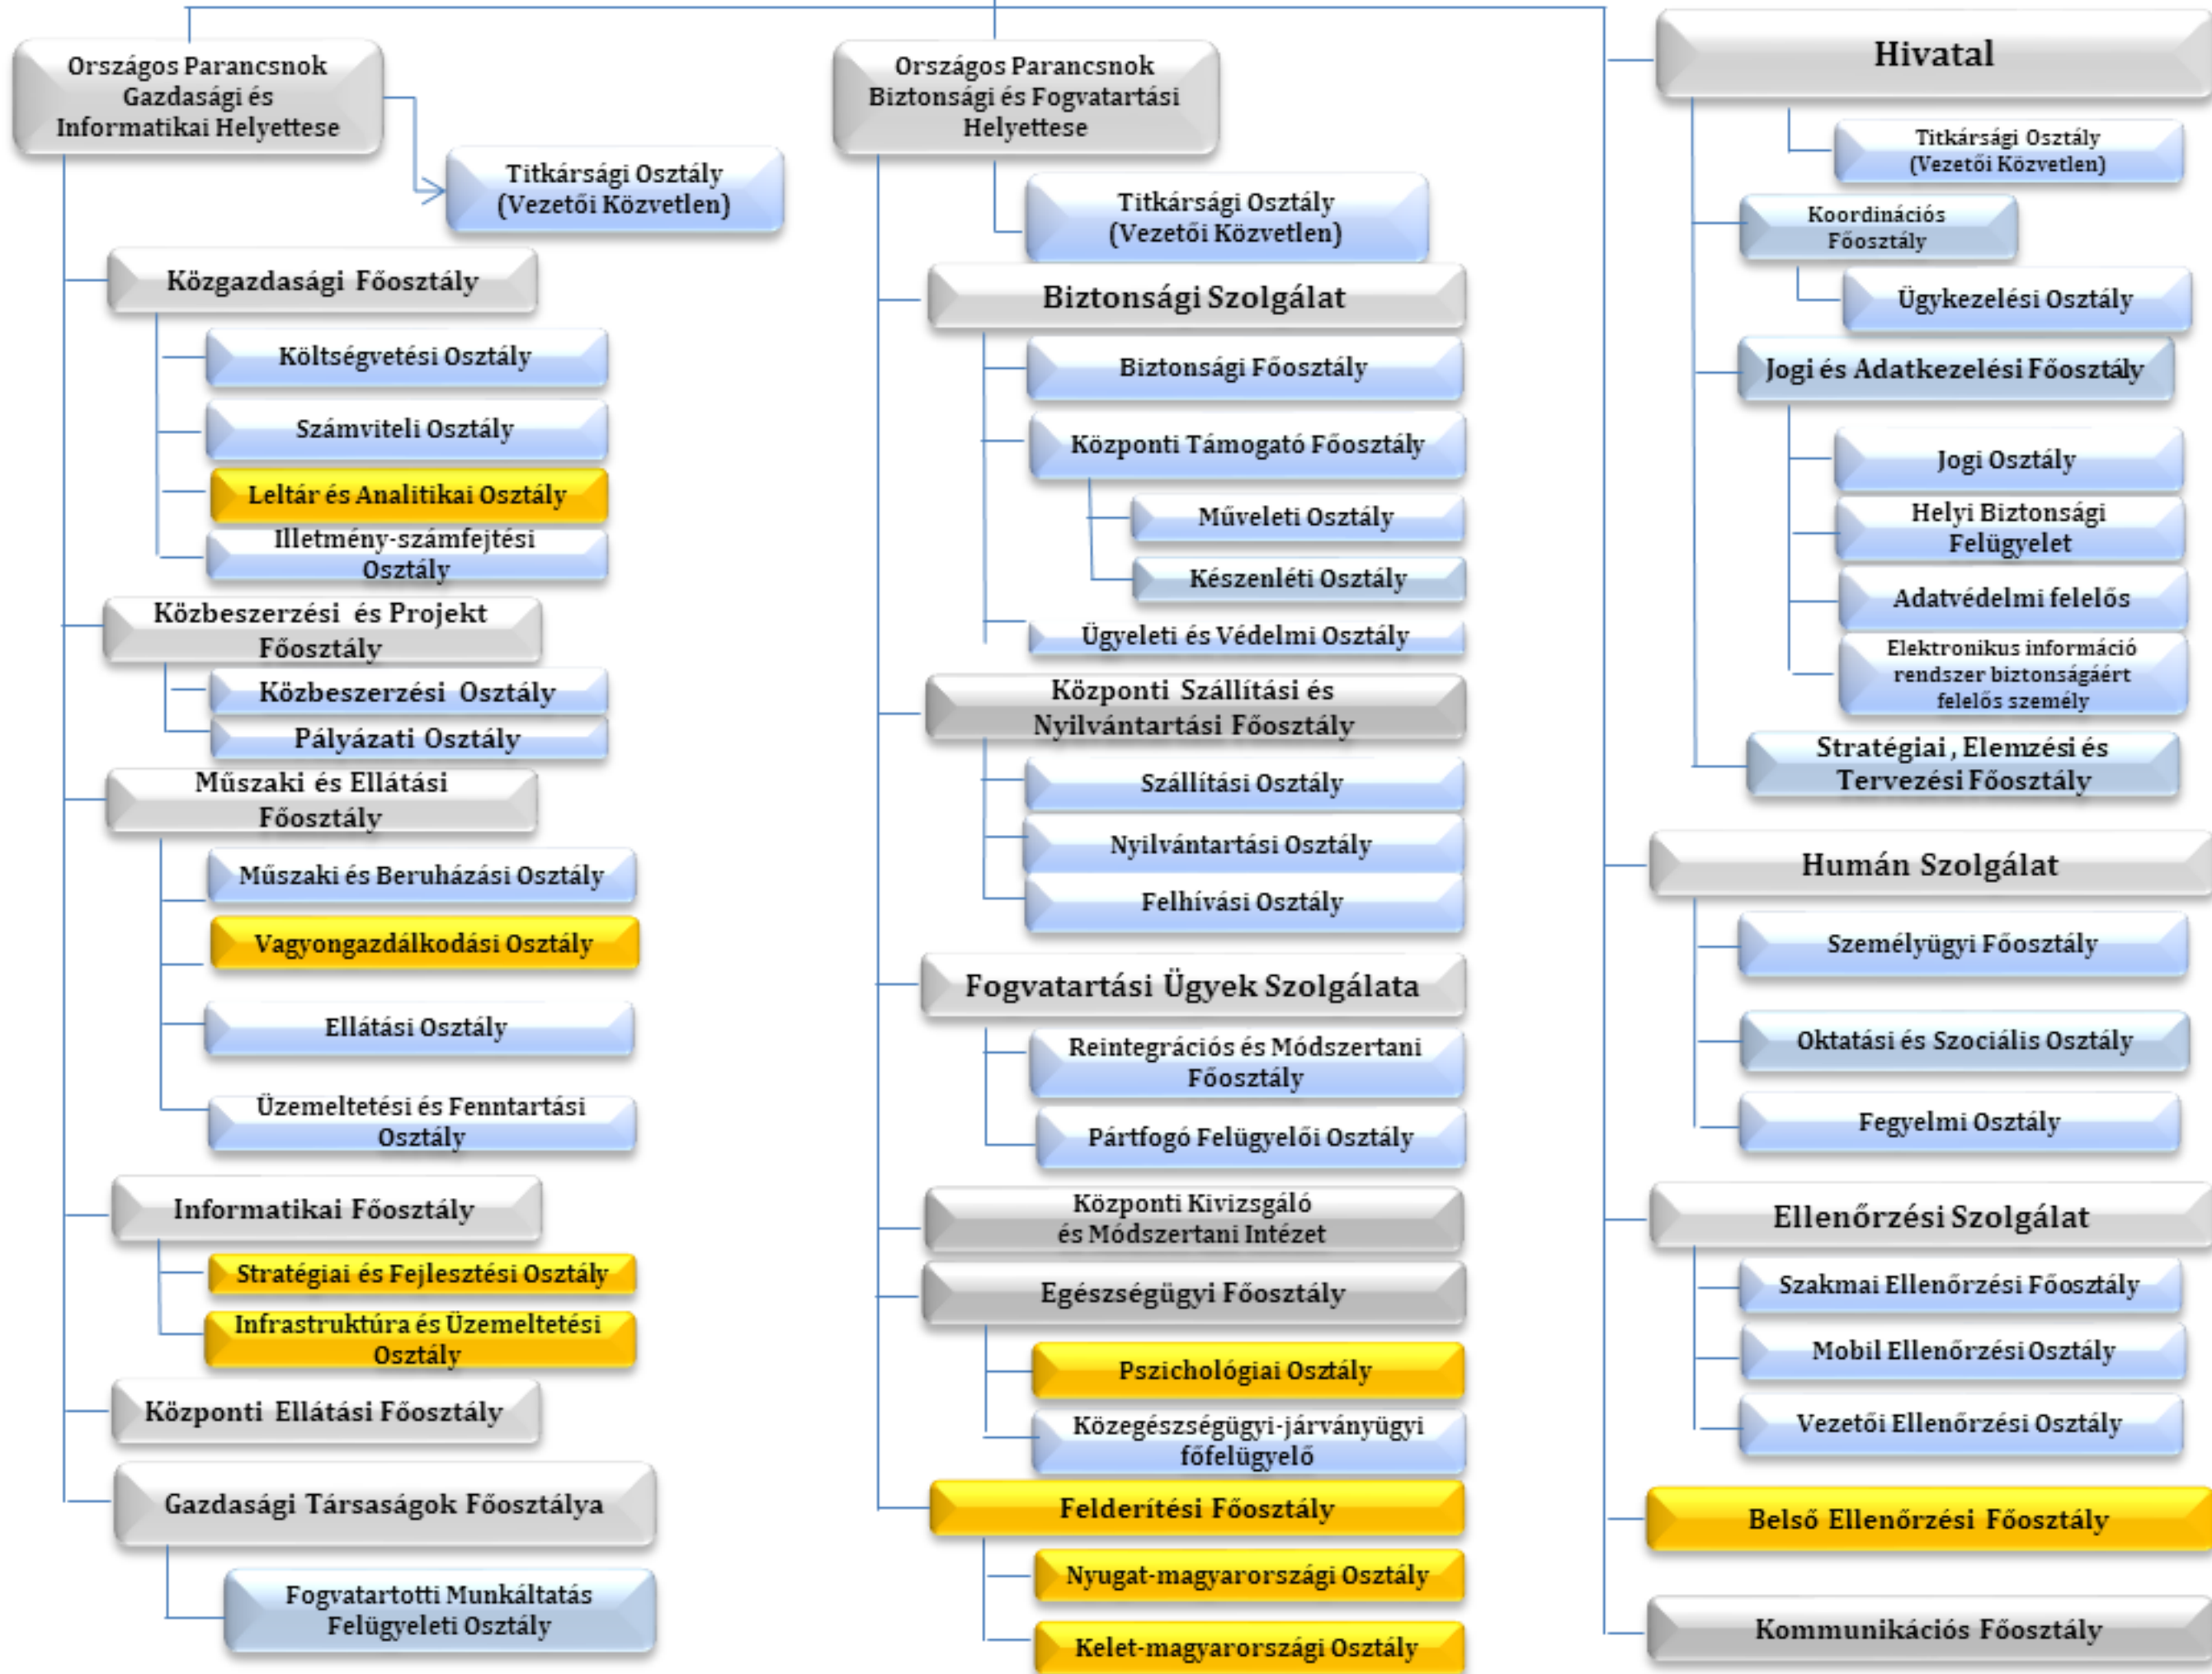 Országos Parancsnok
Gazdasági és
Informatikai Helyettese
Titkársági Osztály
(Vezetői Közvetlen)
Közgazdasági Főosztály
Költségvetési Osztály
Számviteli Osztály
Leltár és Analitikai Osztály
Illetmény-számfejtési
Osztály
Közbeszerzési és Projekt
Főosztály
Közbeszerzési Osztály
Pályázati Osztály
Műszaki és Ellátási
Főosztály
Műszaki és Beruházási Osztály
Vagyongazdálkodási Osztály
Ellátási Osztály
Üzemeltetési és Fenntartási
Osztály
Informatikai Főosztály
Stratégiai és Fejlesztési Osztály
Infrastruktúra és Üzemeltetési
Osztály
Központi Ellátási Főosztály
Gazdasági Társaságok Főosztálya
Fogvatartotti Munkáltatás
Felügyeleti Osztály
Országos Parancsnok
Biztonsági és Fogvatartási
Helyettese
Titkársági Osztály
(Vezetői Közvetlen)
Biztonsági Szolgálat
Biztonsági Főosztály
Központi Támogató Főosztály
Műveleti Osztály
Készenléti Osztály
Ügyeleti és Védelmi Osztály
Központi Szállítási és
Nyilvántartási Főosztály
Szállítási Osztály
Nyilvántartási Osztály
Felhívási Osztály
Fogvatartási Ügyek Szolgálata
Reintegrációs és Módszertani
Főosztály
Pártfogó Felügyelői Osztály
Központi Kivizsgáló
és Módszertani Intézet
Egészségügyi Főosztály
Pszichológiai Osztály
Közegészségügyi-járványügyi
főfelügyelő
Felderítési Főosztály
Nyugat-magyarországi Osztály
Kelet-magyarországi Osztály
Hivatal
Titkársági Osztály
(Vezetői Közvetlen)
Koordinációs
Főosztály
Ügykezelési Osztály
Jogi és Adatkezelési Főosztály
Jogi Osztály
Helyi Biztonsági
Felügyelet
Adatvédelmi felelős
Elektronikus információ
rendszer biztonságáért
felelős személy
Stratégiai, Elemzési és
Tervezési Főosztály
Humán Szolgálat
Személyügyi Főosztály
Oktatási és Szociális Osztály
Fegyelmi Osztály
Ellenőrzési Szolgálat
Szakmai Ellenőrzési Főosztály
Mobil Ellenőrzési Osztály
Vezetői Ellenőrzési Osztály
Belső Ellenőrzési Főosztály
Kommunikációs Főosztály